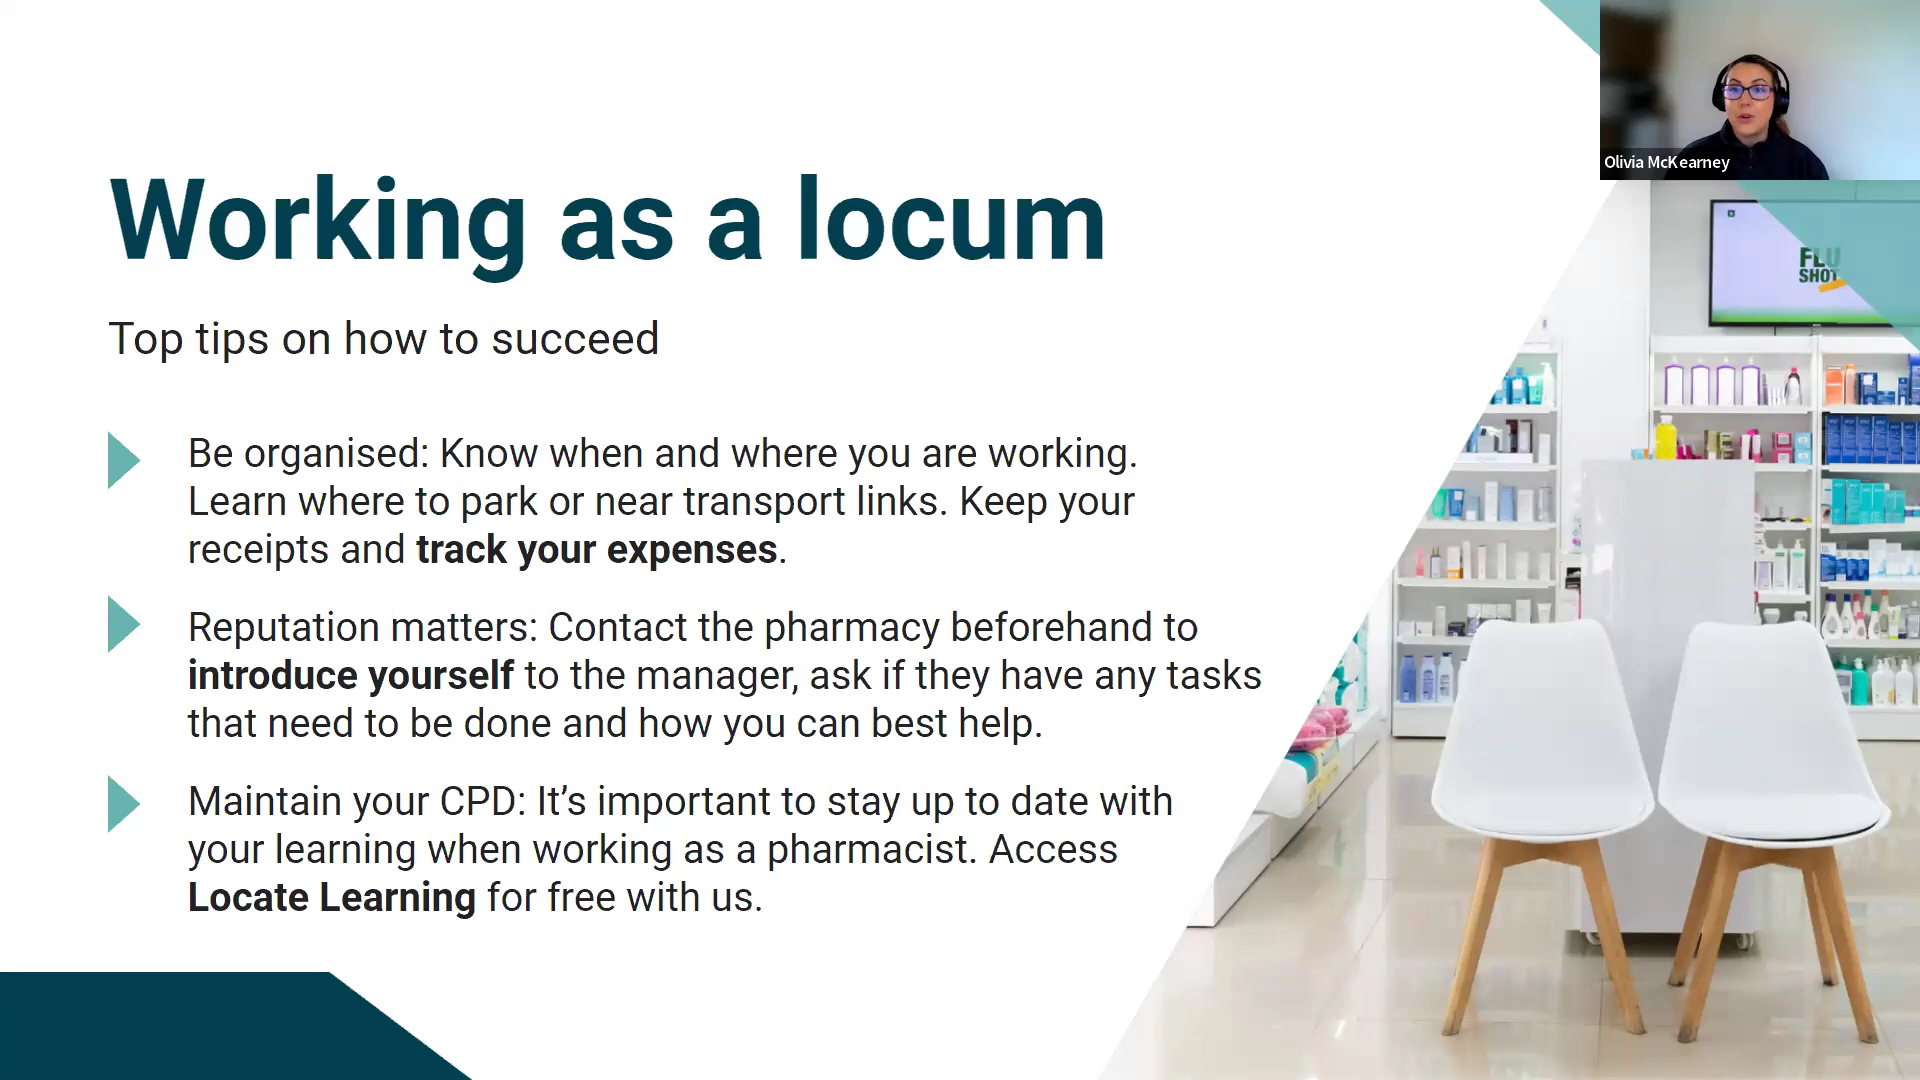 Working as a locum
Top tips on how to succeed
Be organised: Know when and where you are working.
Learn where to park or near transport links. Keep your
receipts and track your expenses.
Reputation matters: Contact the pharmacy beforehand to
introduce yourself to the manager, ask if they have any tasks
that need to be done and how you can best help.
Maintain your CPD: It’s important to stay up to date with
your learning when working as a pharmacist. Access
Locate Learning for free with us.
Olivia McKearney
FLU
SHOT